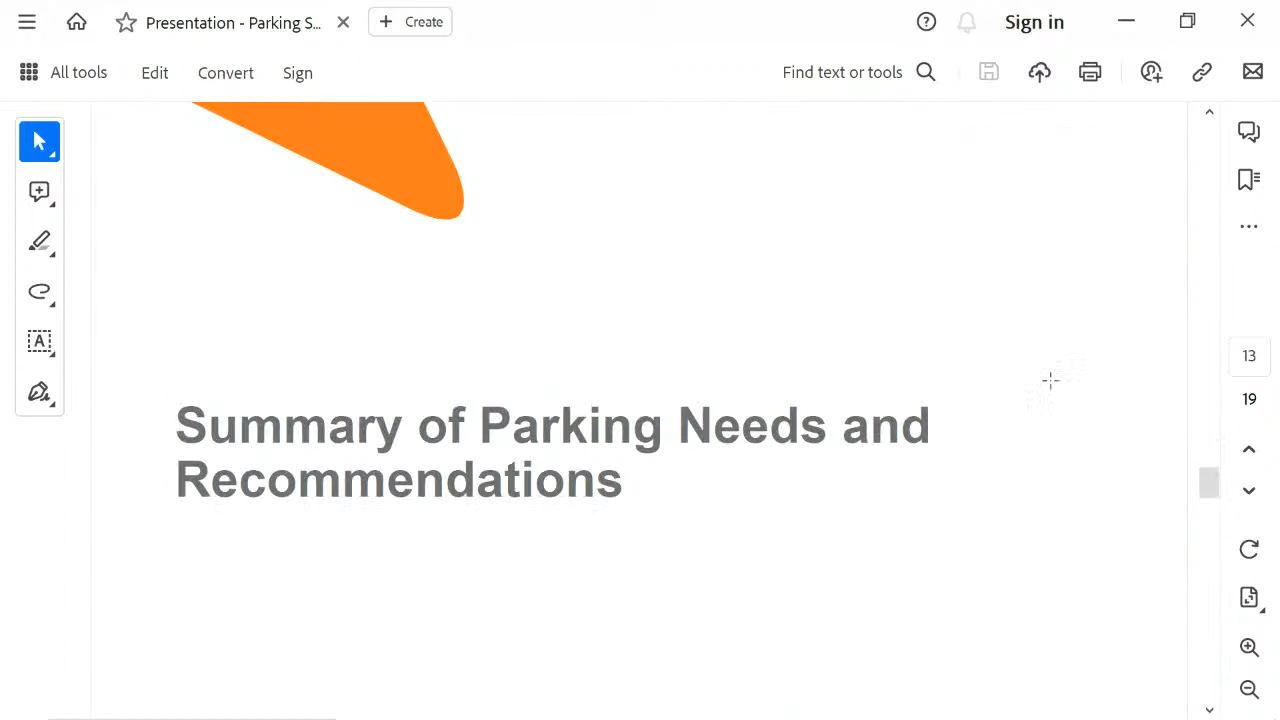 Presentation - Parking S...
Create
Sign in
All tools
Edit
Convert
Sign
Find text or tools
13
19
Summary of Parking Needs and
Recommendations